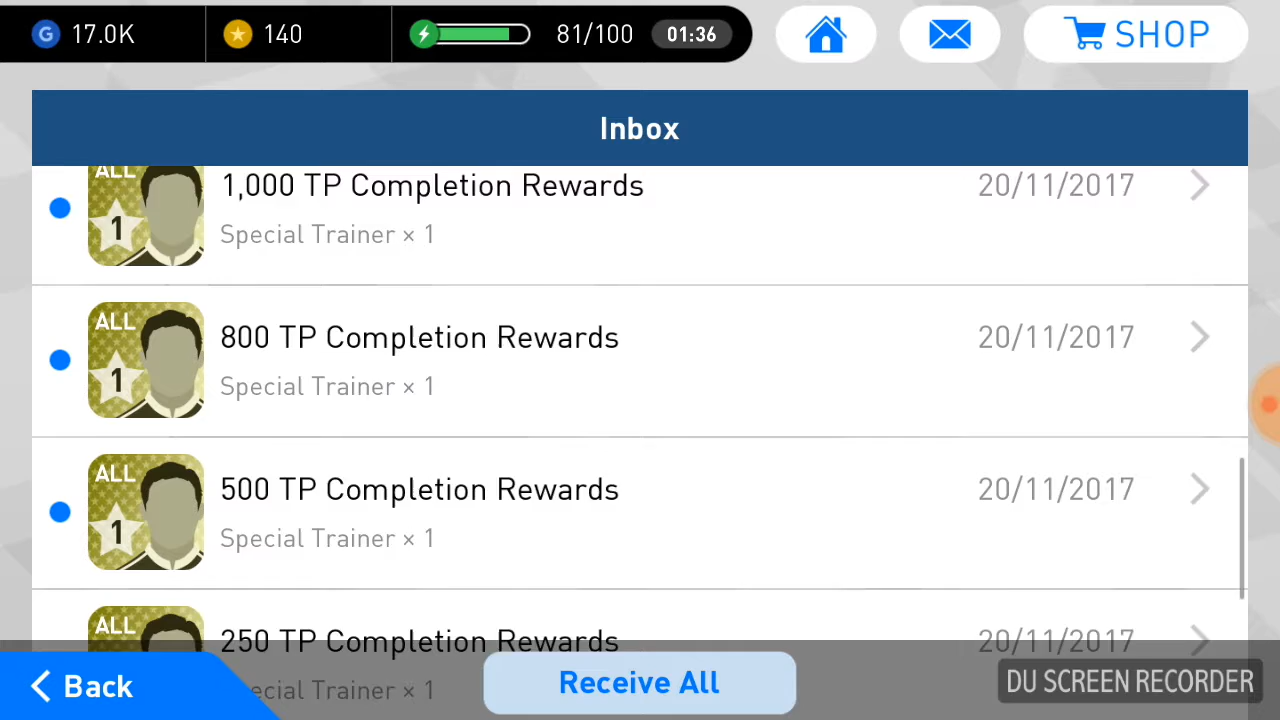 G 17.0K 140 81/100 01:36 SHOP
Inbox
ALL
1,000 TP Completion Rewards 20/11/2017
1
Special Trainer × 1
ALL
800 TP Completion Rewards 20/11/2017
1
Special Trainer × 1
ALL
500 TP Completion Rewards 20/11/2017
1
Special Trainer × 1
ALL
250 TP Completion Rewards 20/11/2017
ecial Trainer × 1
Back Receive All DU SCREEN RECORDER